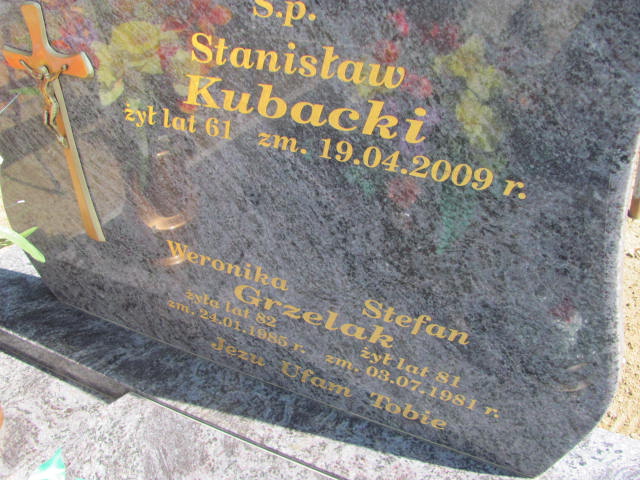 Ś.p.
Stanisław
Kubacki
żył lat 61 zm. 19.04.2009 r.
Weronika Stefan
Grzelak
żyła lat 82 żył lat 81
zm. 24.01.1985 r. zm. 03.07.1981 r.
Jezu Ufam Tobie